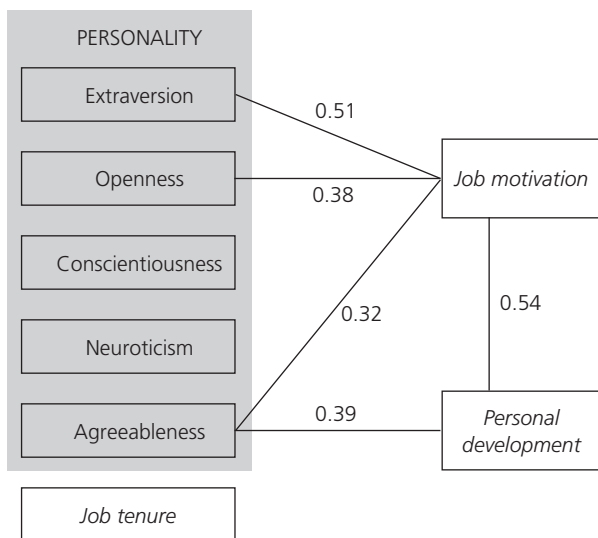 PERSONALITY
Extraversion
0.51
Openness
0.38
Job motivation
Conscientiousness
Neuroticism
0.32
0.54
Agreeableness
0.39
Personal
development
Job tenure